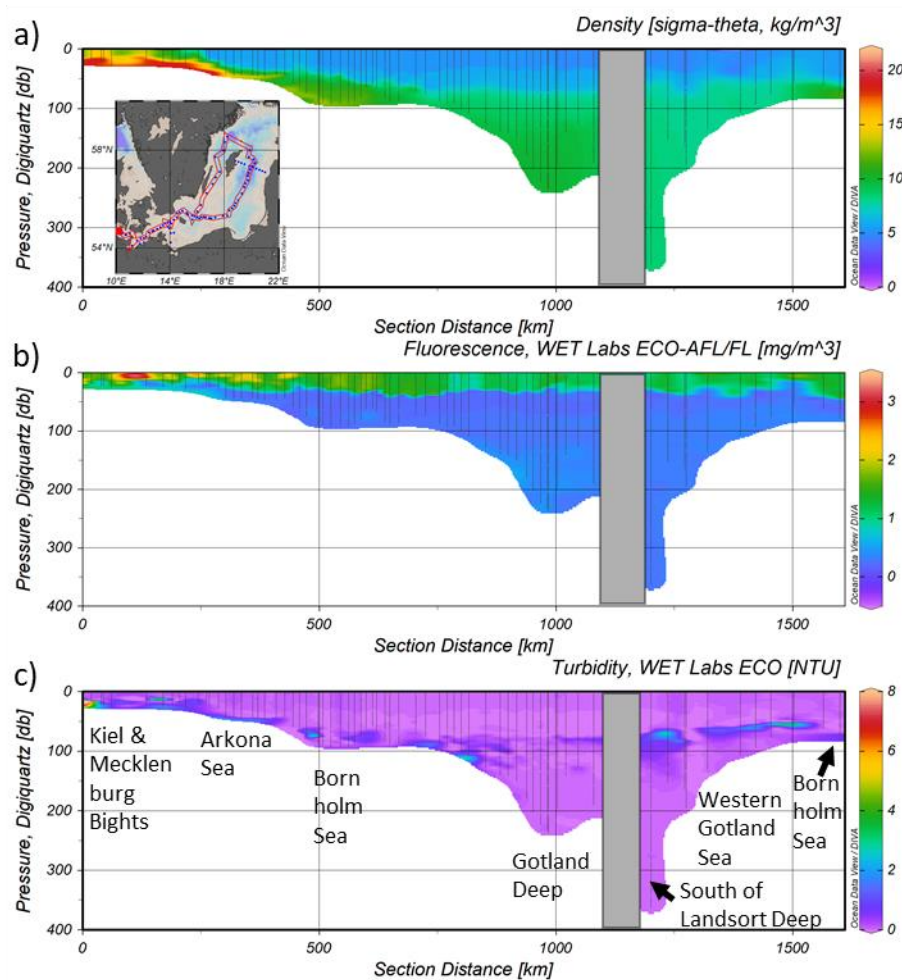 a)
Density [sigma-theta, kg/m^3]
Pressure, Digiquartz [db]
0
100
200
300
400
58°N
54°N
10°E
14°E
18°E
22°E
Ocean Data View
0
500
1000
1500
Section Distance [km]
20
15
10
5
0
Ocean Data View / DIVA
b)
Fluorescence, WET Labs ECO-AFL/FL [mg/m^3]
Pressure, Digiquartz [db]
0
100
200
300
400
0
500
1000
1500
Section Distance [km]
3
2
1
0
Ocean Data View / DIVA
c)
Turbidity, WET Labs ECO [NTU]
Pressure, Digiquartz [db]
0
100
200
300
400
Kiel &
Mecklen
burg
Bights
Arkona
Sea
Born
holm
Sea
Gotland
Deep
South of
Landsort Deep
Western
Gotland
Sea
Born
holm
Sea
0
500
1000
1500
Section Distance [km]
8
6
4
2
0
Ocean Data View / DIVA